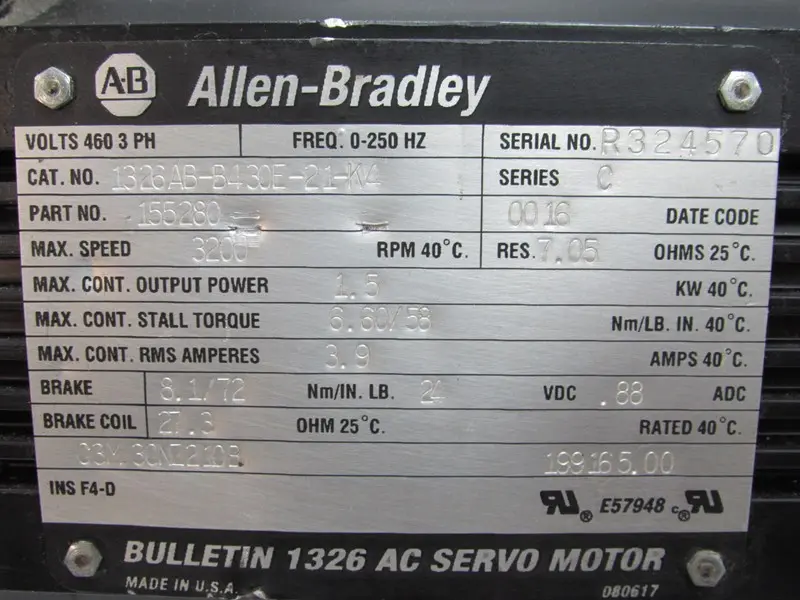 A-B Allen-Bradley
VOLTS 460 3 PH FREQ. 0-250 HZ SERIAL NO. R324570
CAT. NO. 1326AB-B430E-21-K4 SERIES C
PART NO. 155280 0016 DATE CODE
MAX. SPEED 3200 RPM 40°C. RES. 7.05 OHMS 25°C.
MAX. CONT. OUTPUT POWER 1.5 KW 40°C.
MAX. CONT. STALL TORQUE 6.60/58 Nm/LB. IN. 40°C.
MAX. CONT. RMS AMPERES 3.9 AMPS 40°C.
BRAKE 8.1/72 Nm/IN. LB. 24 VDC .88 ADC
BRAKE COIL 27.3 OHM 25°C. RATED 40°C.
199165.00
INS F4-D
RU ® E57948 c RU ®
BULLETIN 1326 AC SERVO MOTOR
MADE IN U.S.A. 080617